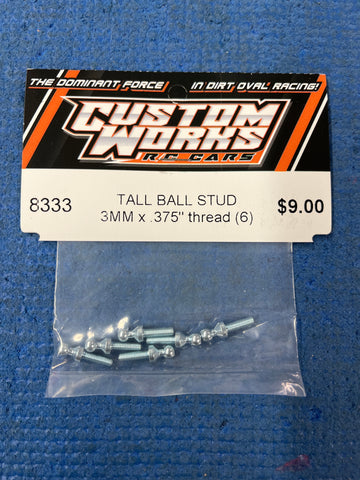 THE DOMINANT FORCE IN DIRT OVAL RACING!
CUSTOM
WORKS
RC CARS
8333 TALL BALL STUD $9.00
3MM x .375" thread (6)